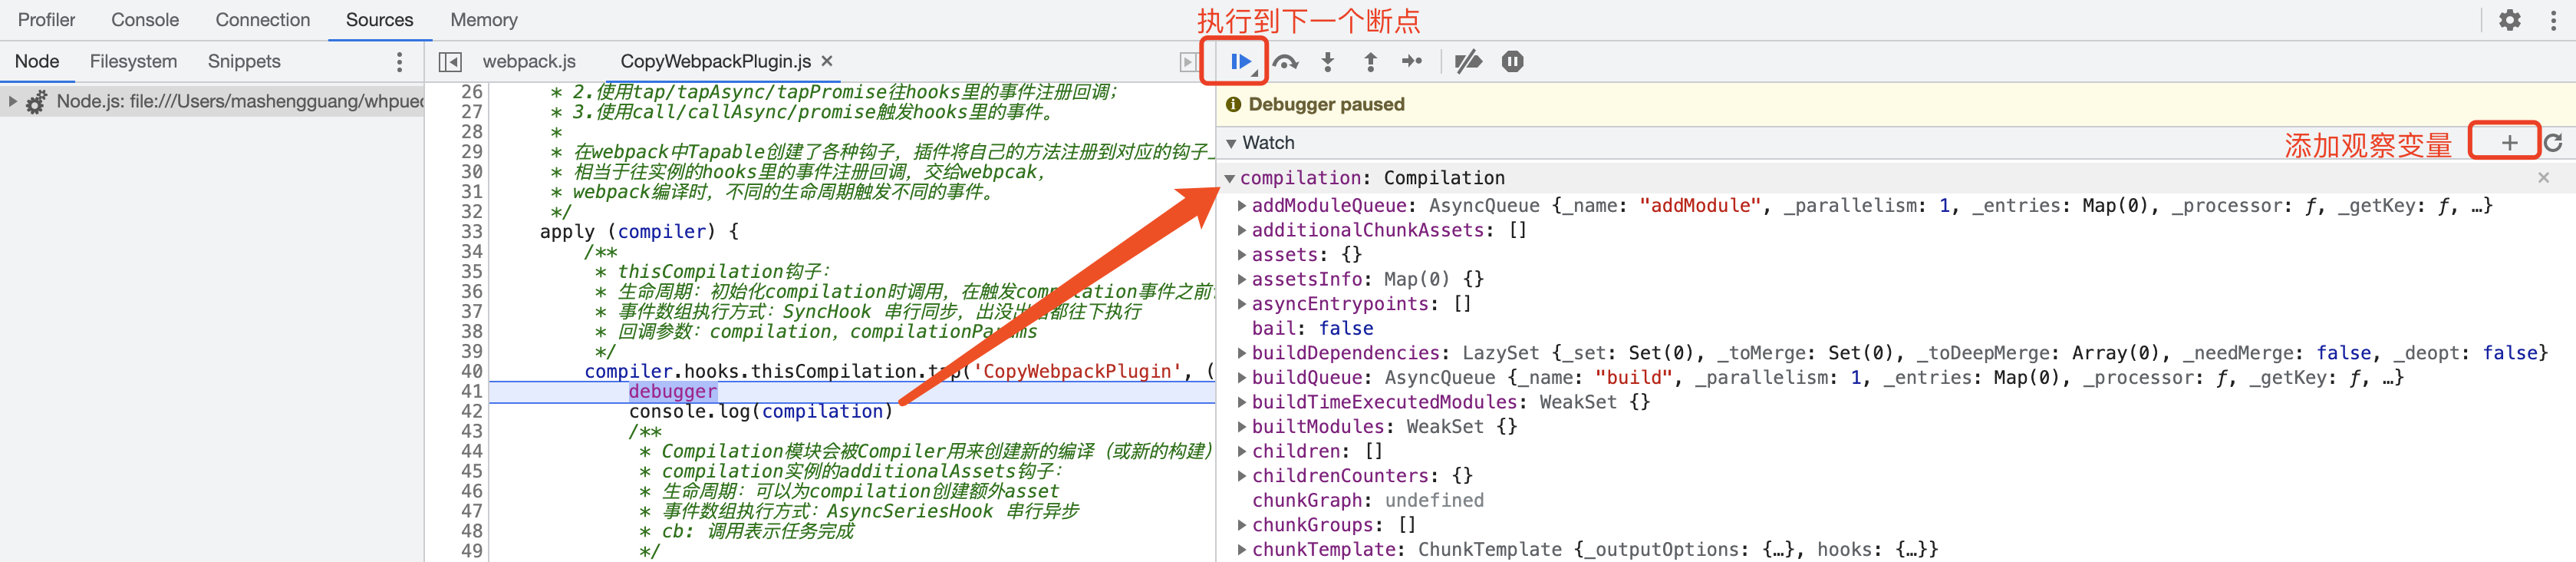 Profiler Console Connection Sources Memory 执行到下一个断点
Node Filesystem Snippets webpack.js CopyWebpackPlugin.js ×
Node.js: file:///Users/mashengguang/whpue
Debugger paused
Watch 添加观察变量 +
26 * 2.使用tap/tapAsync/tapPromise往hooks里的事件注册回调;
27 * 3.使用call/callAsync/promise触发hooks里的事件。
28 *
29 * 在webpack中Tapable创建了各种钩子，插件将自己的方法注册到对应的钩子上
30 * 相当于往实例的hooks里的事件注册回调，交给webpcak，
31 * webpack编译时，不同的生命周期触发不同的事件。
32 */
33 apply (compiler) {
34 /**
35 * thisCompilation钩子：
36 * 生命周期：初始化compilation时调用，在触发compilation事件之前
37 * 事件数组执行方式：SyncHook 串行同步，出没出错都往下执行
38 * 回调参数：compilation，compilationParams
39 */
40 compiler.hooks.thisCompilation.tap('CopyWebpackPlugin', (
41 debugger
42 console.log(compilation)
43 /**
44 * Compilation模块会被Compiler用来创建新的编译（或新的构建）
45 * compilation实例的additionalAssets钩子：
46 * 生命周期：可以为compilation创建额外asset
47 * 事件数组执行方式：AsyncSeriesHook 串行异步
48 * cb: 调用表示任务完成
49 */
compilation: Compilation ×
addModuleQueue: AsyncQueue {_name: "addModule", _parallelism: 1, _entries: Map(0), _processor: ƒ, _getKey: ƒ, …}
additionalChunkAssets: []
assets: {}
assetsInfo: Map(0) {}
asyncEntrypoints: []
bail: false
buildDependencies: LazySet {_set: Set(0), _toMerge: Set(0), _toDeepMerge: Array(0), _needMerge: false, _deopt: false}
buildQueue: AsyncQueue {_name: "build", _parallelism: 1, _entries: Map(0), _processor: ƒ, _getKey: ƒ, …}
buildTimeExecutedModules: WeakSet {}
builtModules: WeakSet {}
children: []
childrenCounters: {}
chunkGraph: undefined
chunkGroups: []
chunkTemplate: ChunkTemplate {_outputOptions: {…}, hooks: {…}}